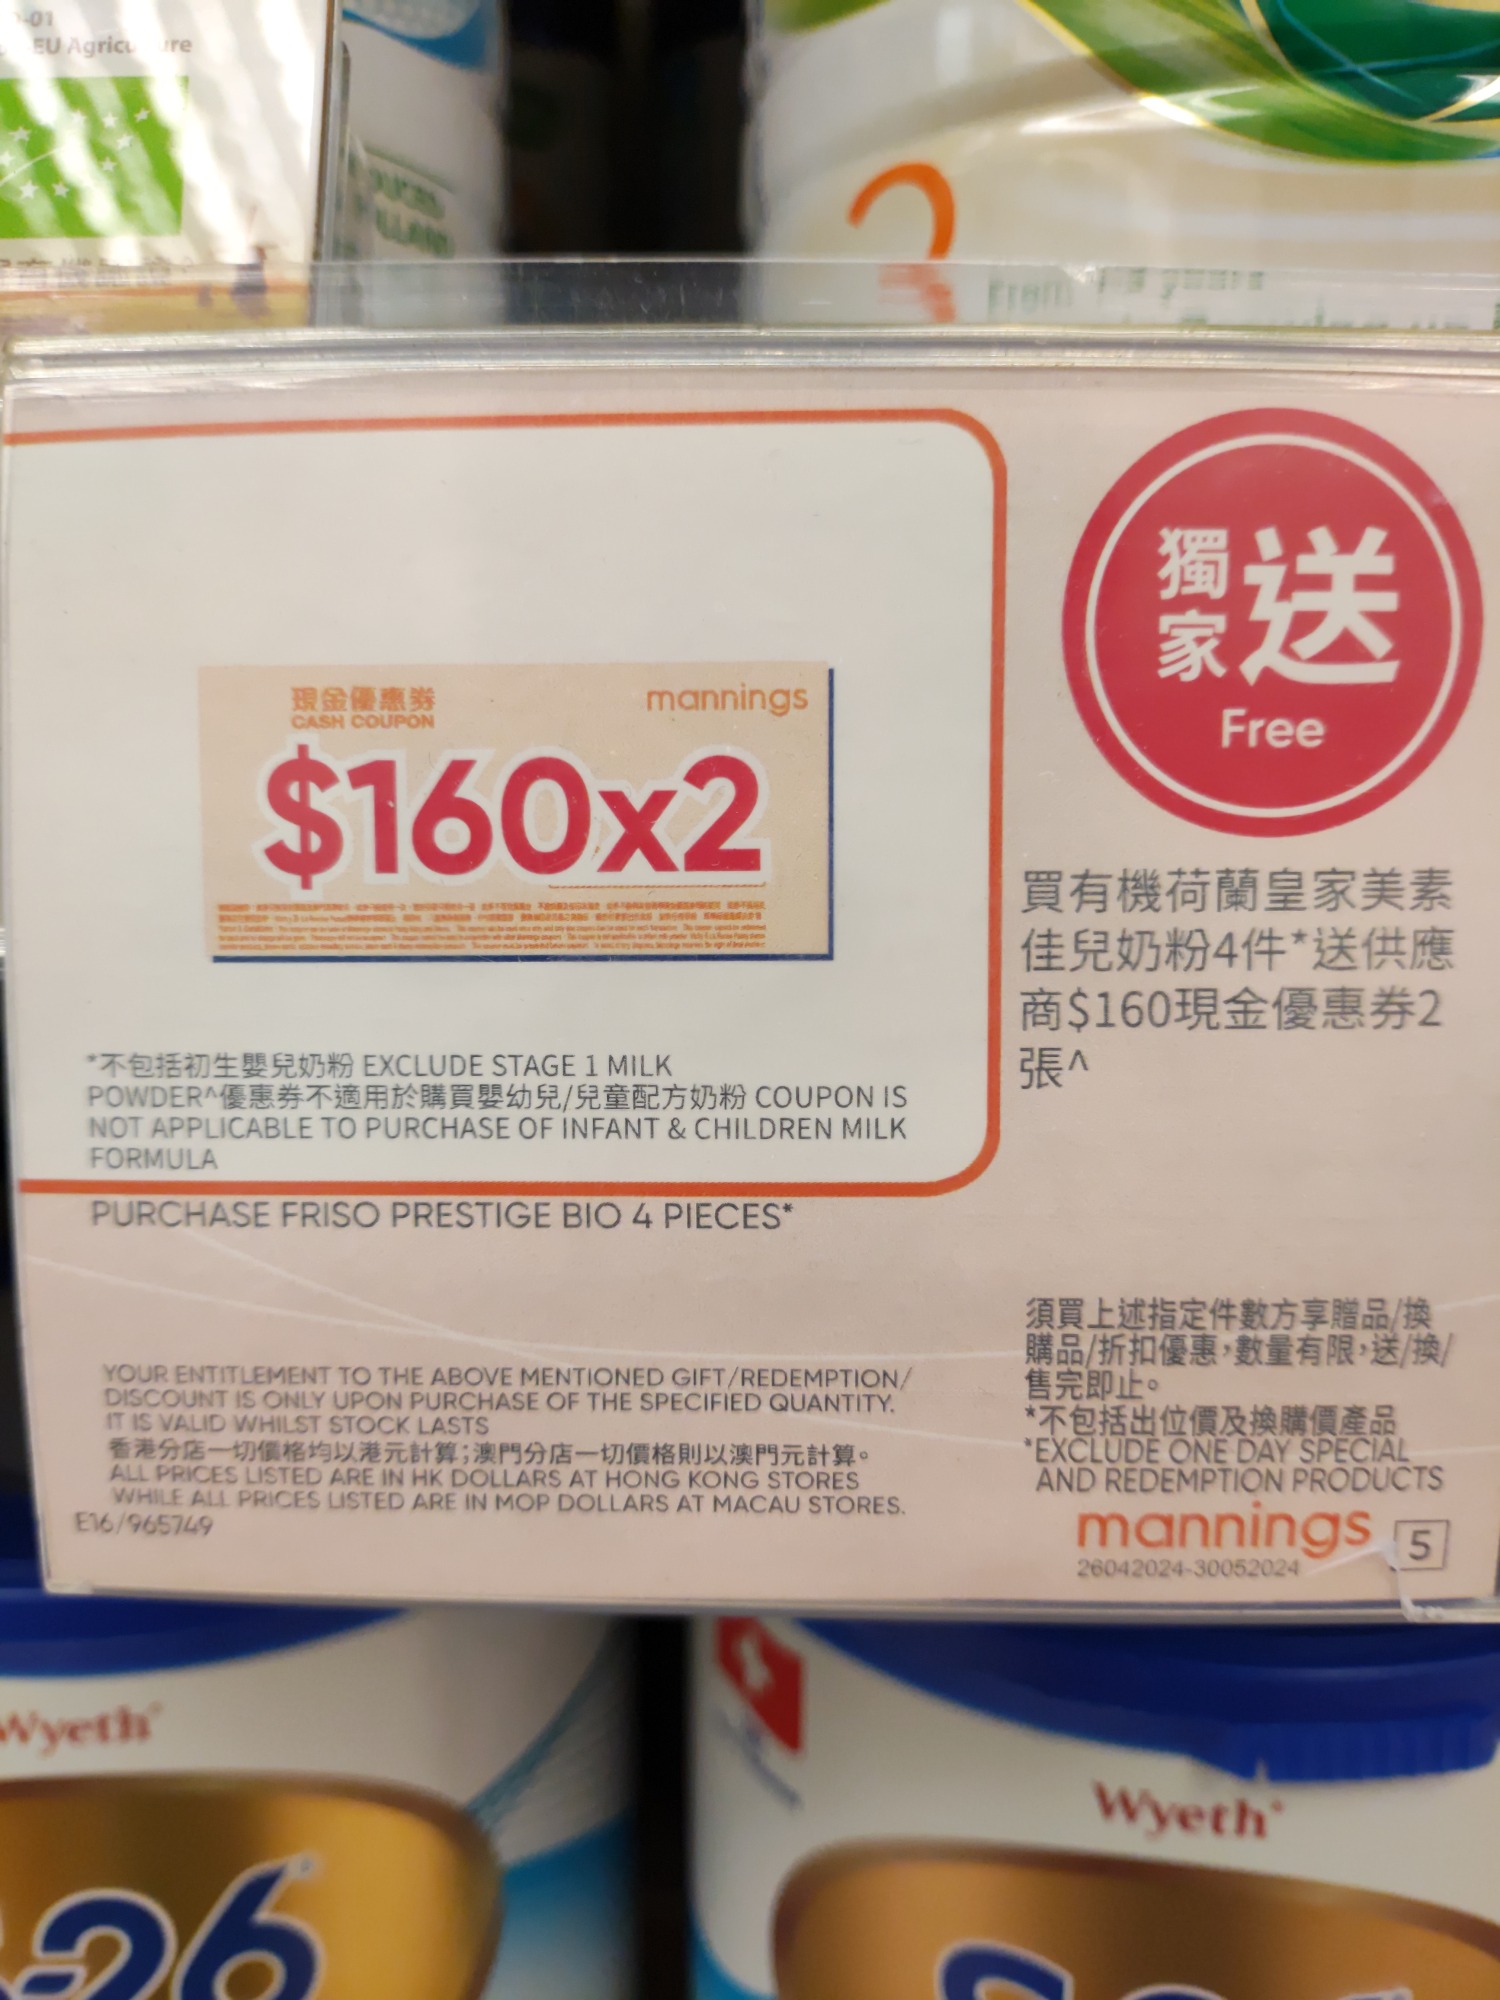 -01
EU Agriculture
3
現金優惠券
CASH COUPON
mannings
$160x2
獨家
送
Free
買有機荷蘭皇家美素
佳兒奶粉4件*送供應
商$160現金優惠券2
張^
*不包括初生嬰兒奶粉 EXCLUDE STAGE 1 MILK
POWDER^優惠券不適用於購買嬰幼兒/兒童配方奶粉 COUPON IS
NOT APPLICABLE TO PURCHASE OF INFANT & CHILDREN MILK
FORMULA
PURCHASE FRISO PRESTIGE BIO 4 PIECES*
YOUR ENTITLEMENT TO THE ABOVE MENTIONED GIFT/REDEMPTION/
DISCOUNT IS ONLY UPON PURCHASE OF THE SPECIFIED QUANTITY.
IT IS VALID WHILST STOCK LASTS
香港分店一切價格均以港元計算;澳門分店一切價格則以澳門元計算。
ALL PRICES LISTED ARE IN HK DOLLARS AT HONG KONG STORES
WHILE ALL PRICES LISTED ARE IN MOP DOLLARS AT MACAU STORES.
E16/965749
須買上述指定件數方享贈品/換
購品/折扣優惠,數量有限,送/換/
售完即止。
*不包括出位價及換購價產品
*EXCLUDE ONE DAY SPECIAL
AND REDEMPTION PRODUCTS
mannings
5
26042024-30052024
Wyeth
-26
Wyeth